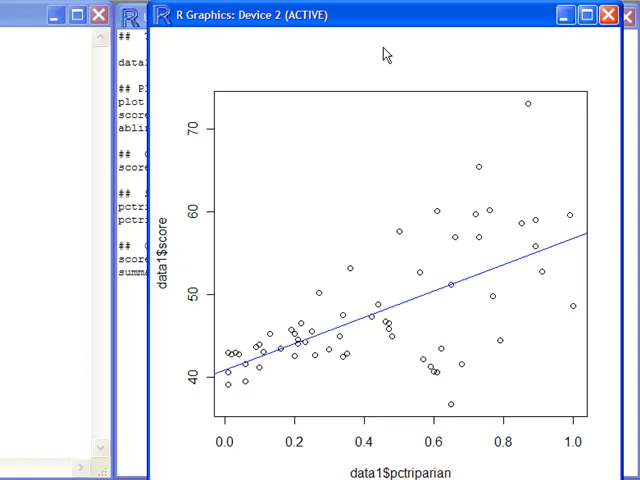 R Graphics: Device 2 (ACTIVE)
##
data
## P
plot
score
ablin
##
score
##
pctri
pctri
##
score
summa
data1$score
70
60
50
40
0.0 0.2 0.4 0.6 0.8 1.0
data1$pctriparian